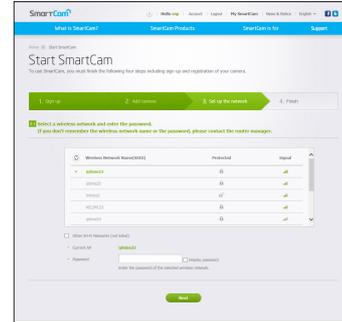 SmartCam
Hello Account Logout My SmartCam News & Notice English
What is SmartCam? SmartCam Products SmartCam is for Support
Home Start SmartCam
Start SmartCam
To use SmartCam, you must finish the following four steps including sign up and registration of your camera.
1. Sign up 2. Add camera 3. Set up the network 4. Finish
Select a wireless network and enter the password.
If you don't remember the wireless network name or the password, please contact the router manager.
Wireless Network Name(SSID) Protected Signal
Other Wi-Fi Networks (not listed)
Current AP
Password Display password
Enter the password of the selected wireless network.
Next